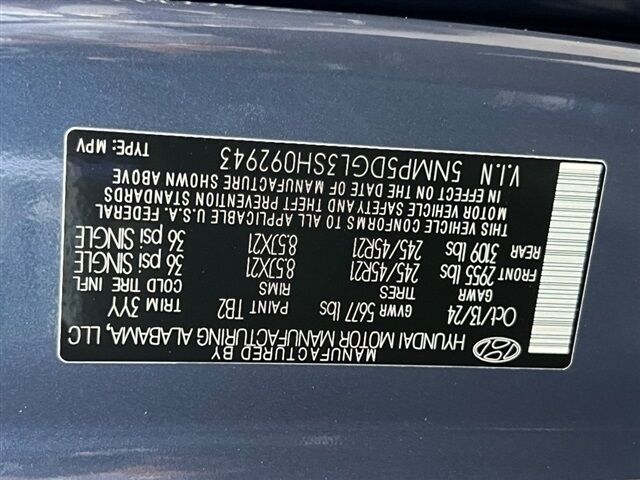 MANUFACTURED BY
HYUNDAI MOTOR MANUFACTURING ALABAMA, LLC
Oct/13/24 GVWR 5677 lbs PAINT TB2 TRIM 3YY
GAWR TIRES RIMS COLD TIRE INFL
FRONT 2955 lbs 245/45R21 8.5JX21 36 psi SINGLE
REAR 3109 lbs 245/45R21 8.5JX21 36 psi SINGLE
THIS VEHICLE CONFORMS TO ALL APPLICABLE U.S.A. FEDERAL
MOTOR VEHICLE SAFETY AND THEFT PREVENTION STANDARDS
IN EFFECT ON THE DATE OF MANUFACTURE SHOWN ABOVE
V.I.N 5NMP5DGL3SH092943 TYPE: MPV